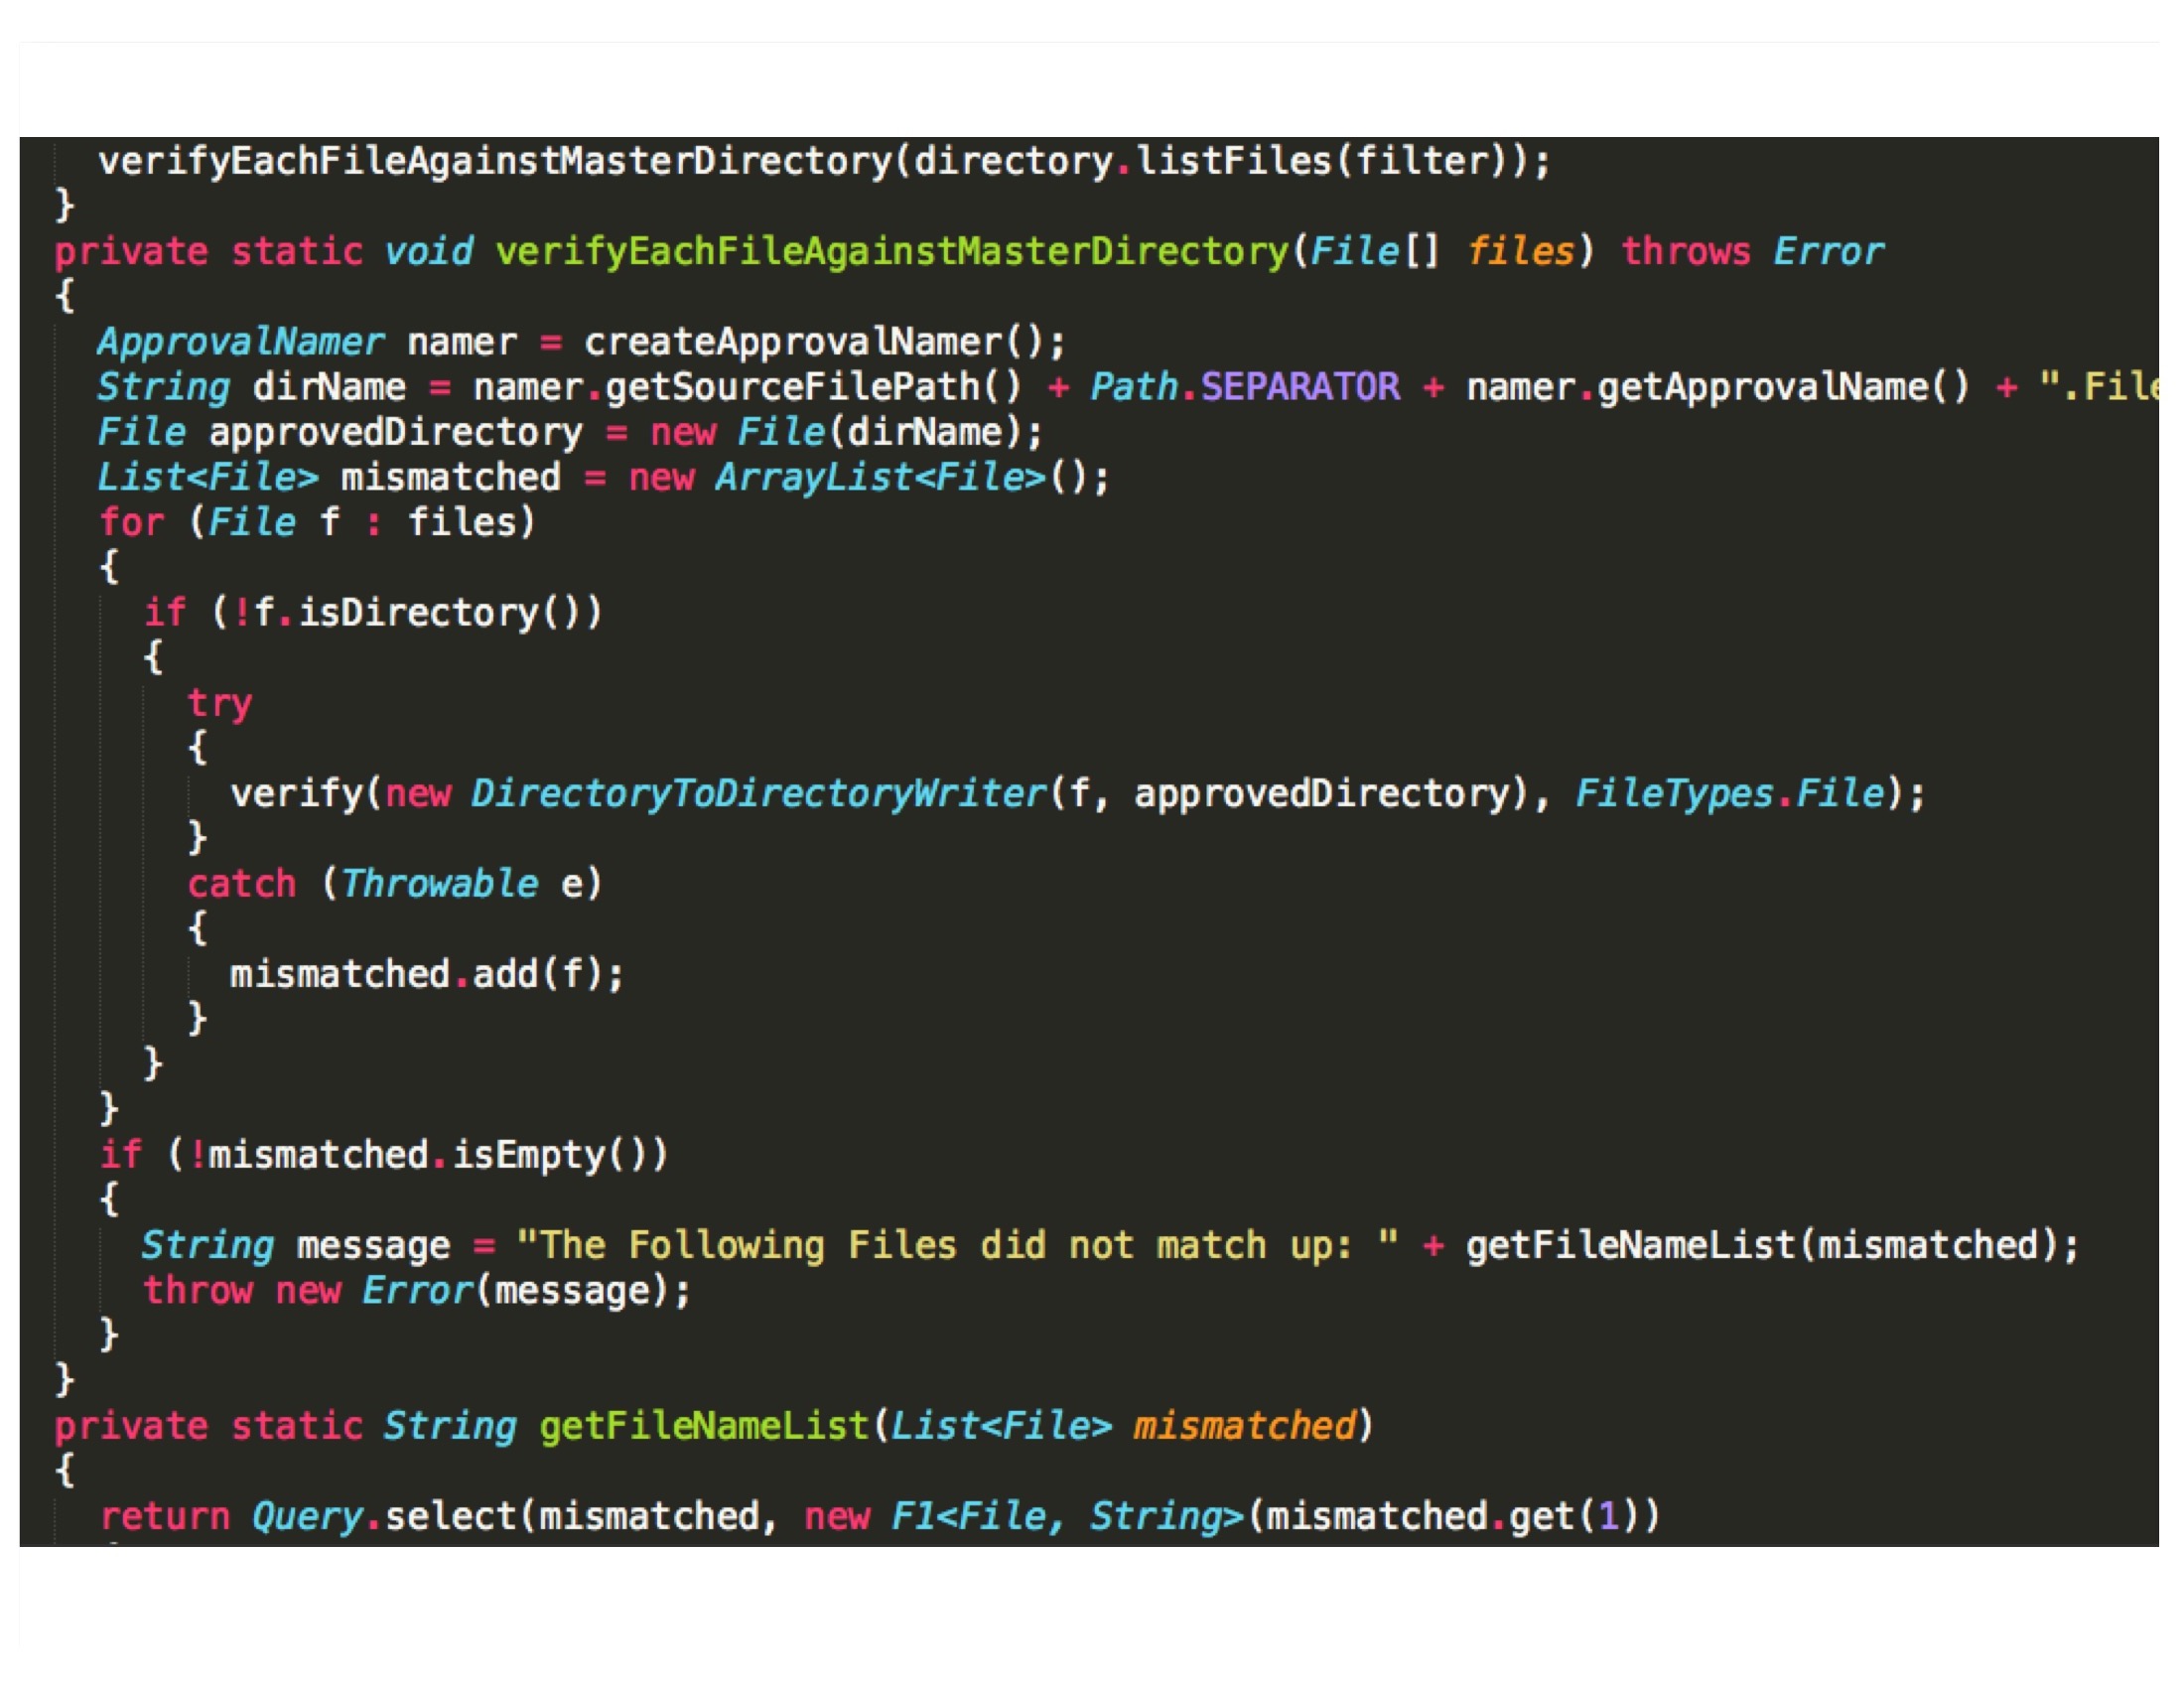 verifyEachFileAgainstMasterDirectory(directory.listFiles(filter));
}
private static void verifyEachFileAgainstMasterDirectory(File[] files) throws Error
{
ApprovalNamer namer = createApprovalNamer();
String dirName = namer.getSourceFilePath() + Path.SEPARATOR + namer.getApprovalName() + ".File
File approvedDirectory = new File(dirName);
List<File> mismatched = new ArrayList<File>();
for (File f : files)
{
if (!f.isDirectory())
{
try
{
verify(new DirectoryToDirectoryWriter(f, approvedDirectory), FileTypes.File);
}
catch (Throwable e)
{
mismatched.add(f);
}
}
}
if (!mismatched.isEmpty())
{
String message = "The Following Files did not match up: " + getFileNameList(mismatched);
throw new Error(message);
}
}
private static String getFileNameList(List<File> mismatched)
{
return Query.select(mismatched, new F1<File, String>(mismatched.get(1))